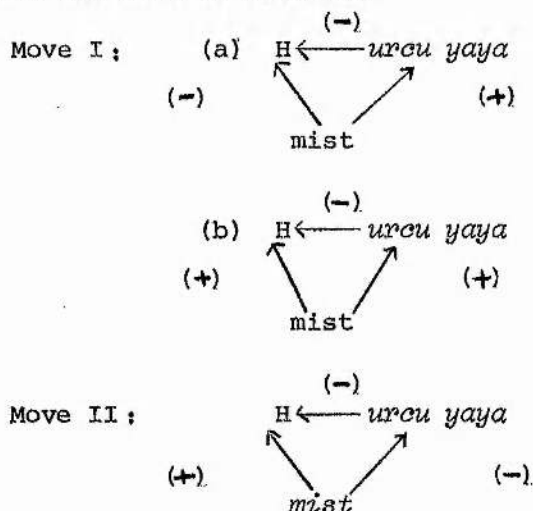 (-)
Move I: (a) H ← urcu yaya
(-) (+)
mist
(-)
(b) H ← urcu yaya
(+) (+)
mist
(-)
Move II: H ← urcu yaya
(+) (-)
mist